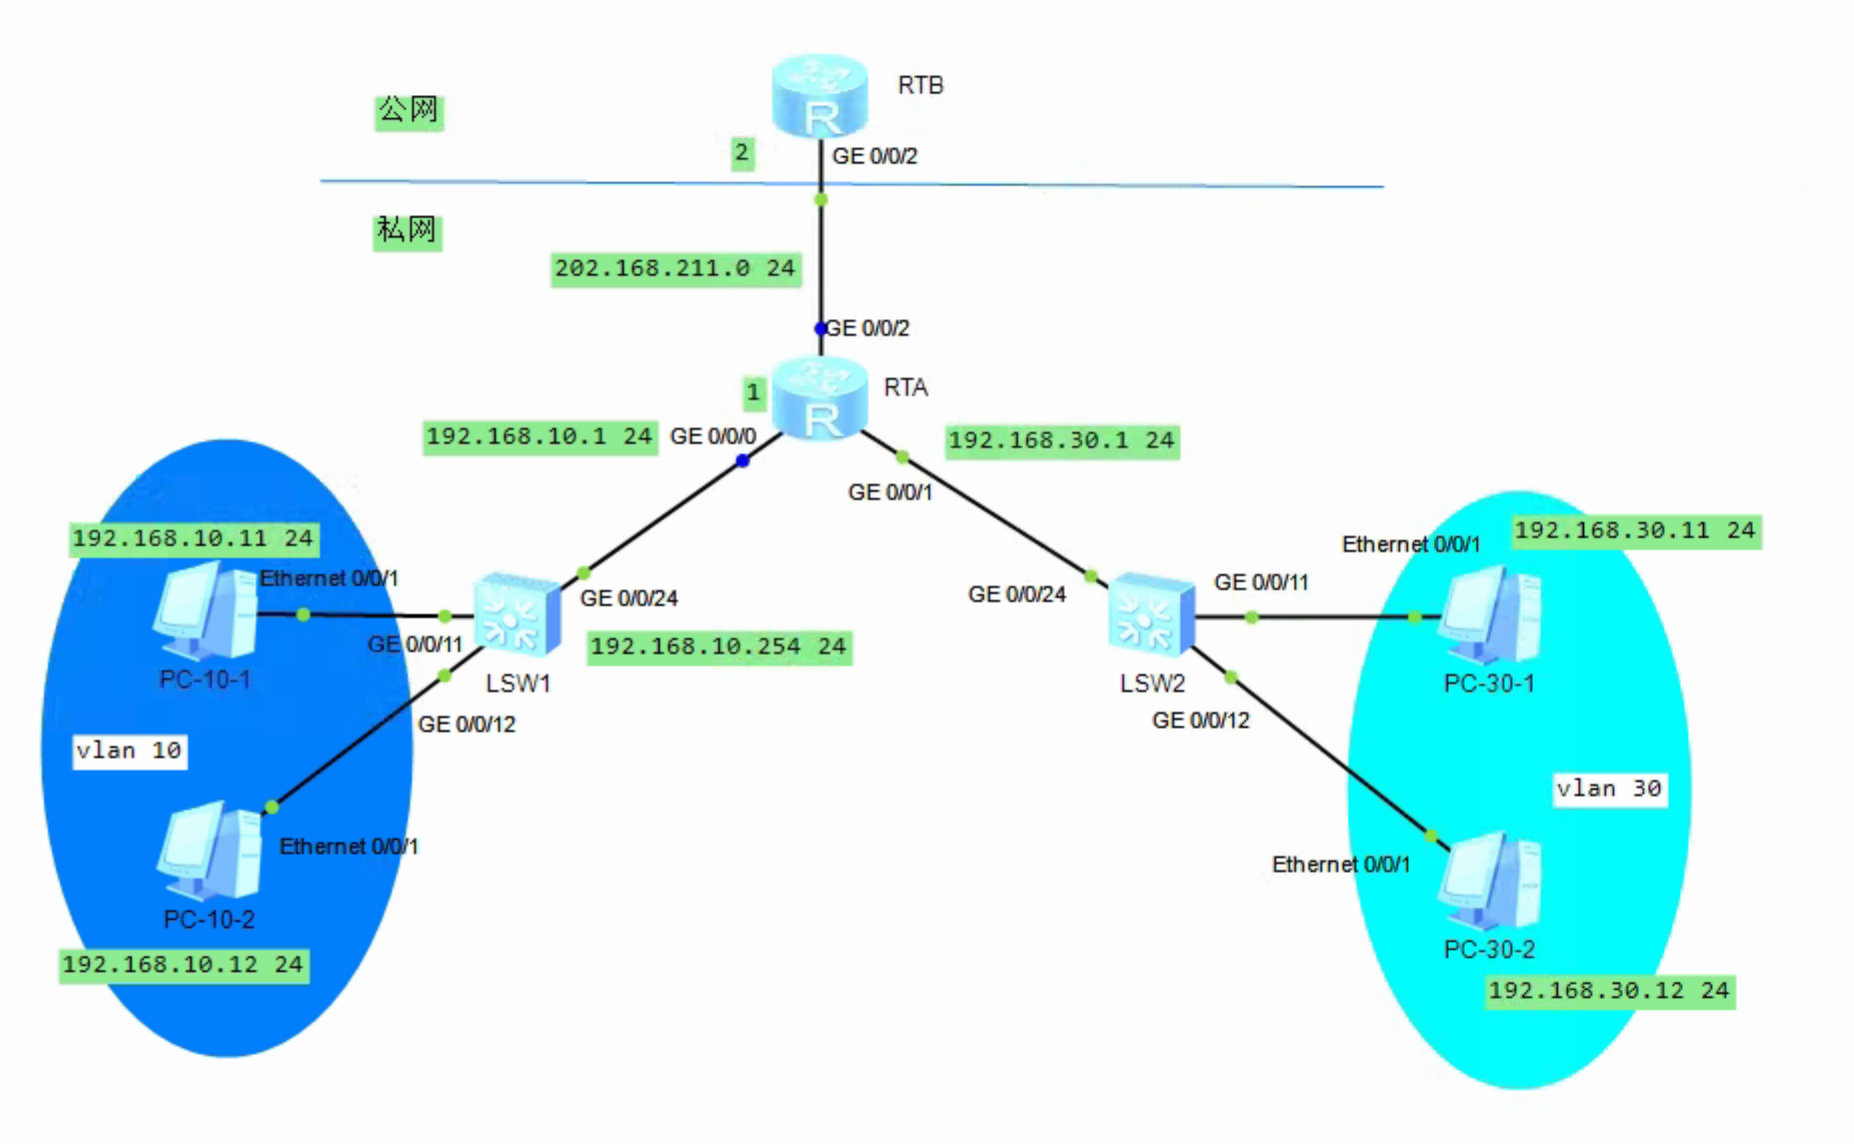 RTB
公网
2
GE 0/0/2
私网
202.168.211.0 24
GE 0/0/2
1
RTA
R
R
192.168.10.1 24
GE 0/0/0
192.168.30.1 24
GE 0/0/1
192.168.10.11 24
Ethernet 0/0/1
GE 0/0/11
PC-10-1
GE 0/0/24
192.168.10.254 24
LSW1
GE 0/0/12
vlan 10
Ethernet 0/0/1
PC-10-2
192.168.10.12 24
192.168.30.11 24
Ethernet 0/0/1
GE 0/0/24
GE 0/0/11
LSW2
PC-30-1
GE 0/0/12
vlan 30
Ethernet 0/0/1
PC-30-2
192.168.30.12 24